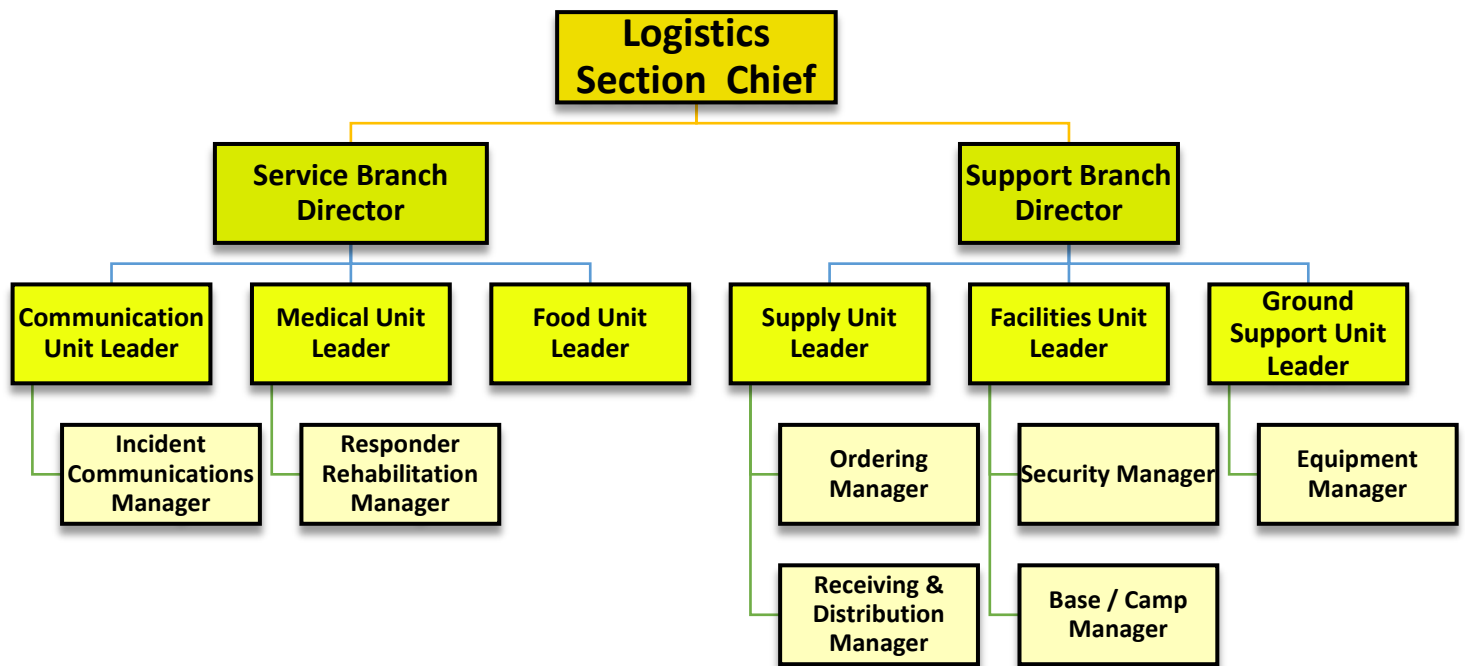 Logistics
Section Chief
Service Branch
Director
Support Branch
Director
Communication
Unit Leader
Medical Unit
Leader
Food Unit
Leader
Supply Unit
Leader
Facilities Unit
Leader
Ground
Support Unit
Leader
Incident
Communications
Manager
Responder
Rehabilitation
Manager
Ordering
Manager
Security Manager
Equipment
Manager
Receiving &
Distribution
Manager
Base / Camp
Manager